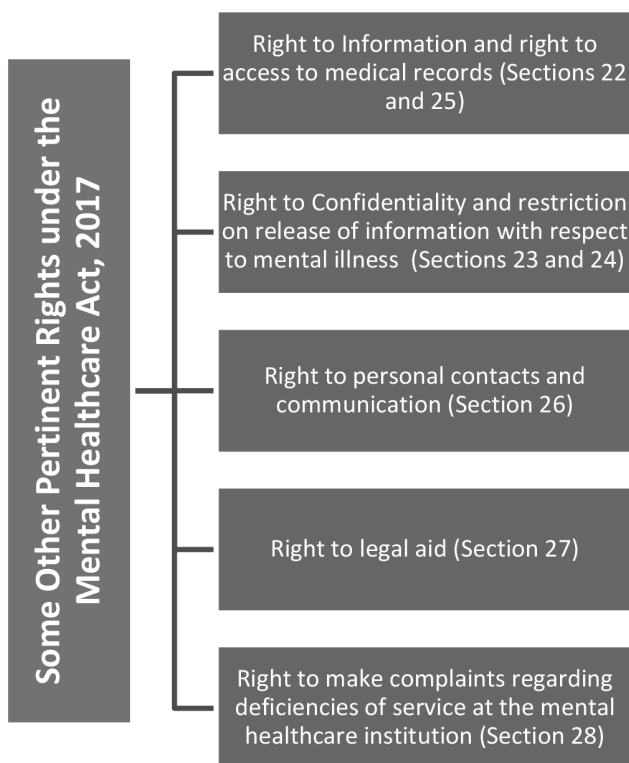 Some Other Pertinent Rights under the
Mental Healthcare Act, 2017
Right to Information and right to
access to medical records (Sections 22
and 25)
Right to Confidentiality and restriction
on release of information with respect
to mental illness (Sections 23 and 24)
Right to personal contacts and
communication (Section 26)
Right to legal aid (Section 27)
Right to make complaints regarding
deficiencies of service at the mental
healthcare institution (Section 28)